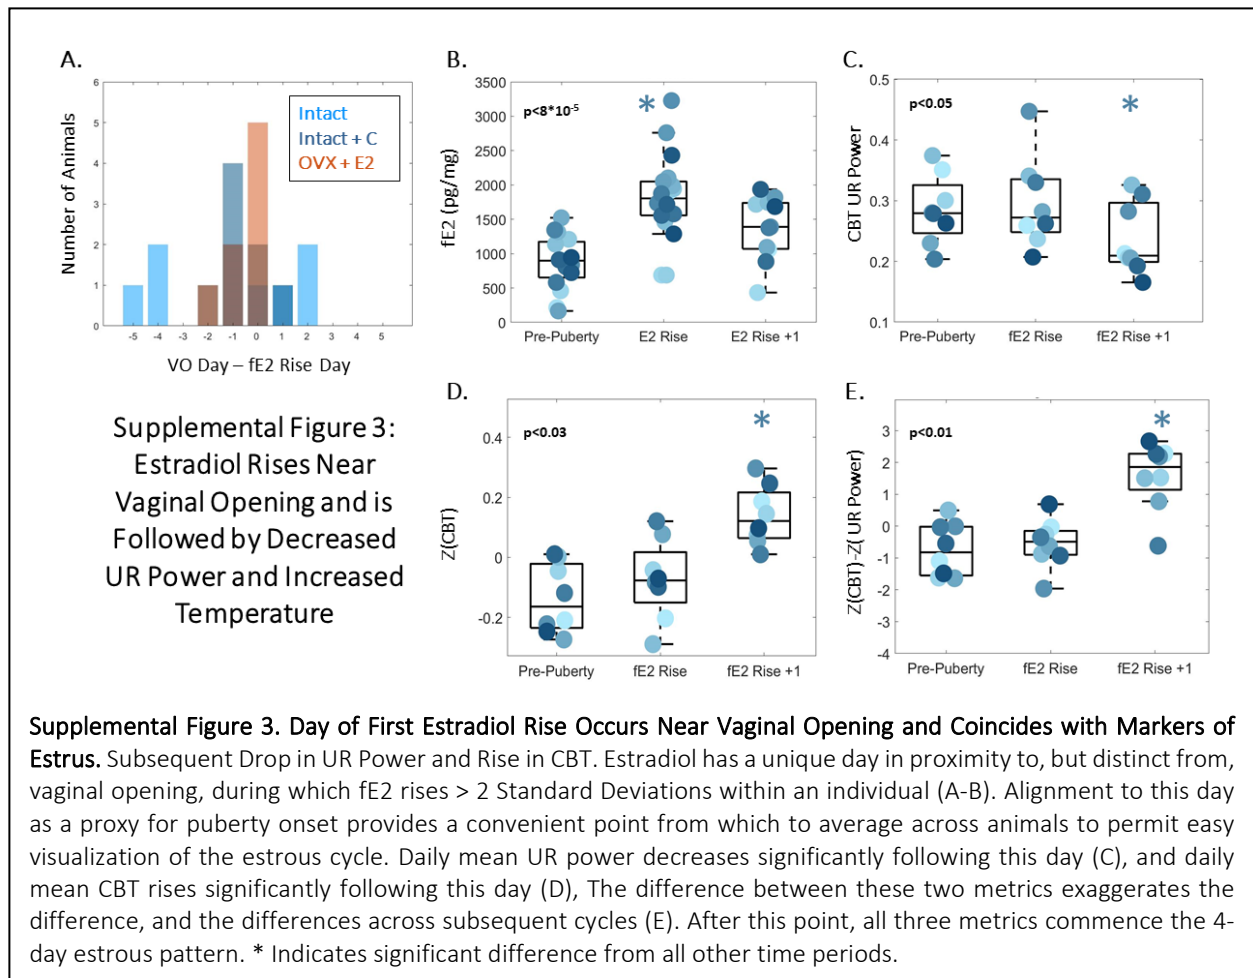 A.
6
5
4
3
2
1
0
Number of Animals
Intact
Intact + C
OVX + E2
-5 -4 -3 -2 -1 0 1 2 3 4 5
VO Day – fE2 Rise Day
B.
3500
3000
2500
2000
1500
1000
500
0
fE2 (pg/mg)
p<8*10-5
*
Pre-Puberty E2 Rise E2 Rise +1
C.
0.5
0.4
0.3
0.2
0.1
CBT UR Power
p<0.05
*
Pre-Puberty fE2 Rise fE2 Rise +1
Supplemental Figure 3:
Estradiol Rises Near
Vaginal Opening and is
Followed by Decreased
UR Power and Increased
Temperature
D.
0.4
0.2
0
-0.2
Z(CBT)
p<0.03
*
Pre-Puberty fE2 Rise fE2 Rise +1
E.
3
2
1
0
-1
-2
-3
-4
Z(CBT)-Z( UR Power)
p<0.01
*
Pre-Puberty fE2 Rise fE2 Rise +1
Supplemental Figure 3. Day of First Estradiol Rise Occurs Near Vaginal Opening and Coincides with Markers of
Estrus. Subsequent Drop in UR Power and Rise in CBT. Estradiol has a unique day in proximity to, but distinct from,
vaginal opening, during which fE2 rises > 2 Standard Deviations within an individual (A-B). Alignment to this day
as a proxy for puberty onset provides a convenient point from which to average across animals to permit easy
visualization of the estrous cycle. Daily mean UR power decreases significantly following this day (C), and daily
mean CBT rises significantly following this day (D), The difference between these two metrics exaggerates the
difference, and the differences across subsequent cycles (E). After this point, all three metrics commence the 4-
day estrous pattern. * Indicates significant difference from all other time periods.